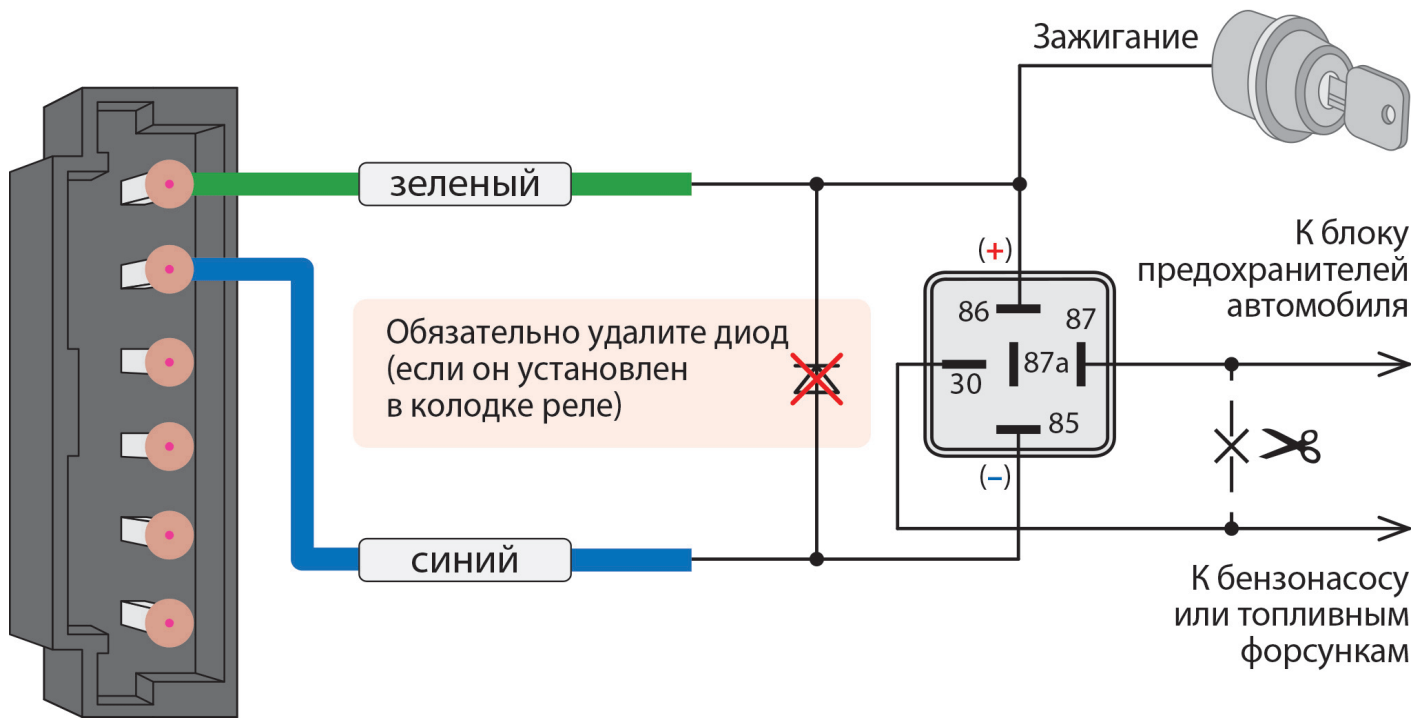 Зажигание
зеленый
К блоку
предохранителей
автомобиля
(+)
86
87
Обязательно удалите диод
(если он установлен
в колодке реле)
87a
30
85
(–)
синий
К бензонасосу
или топливным
форсункам